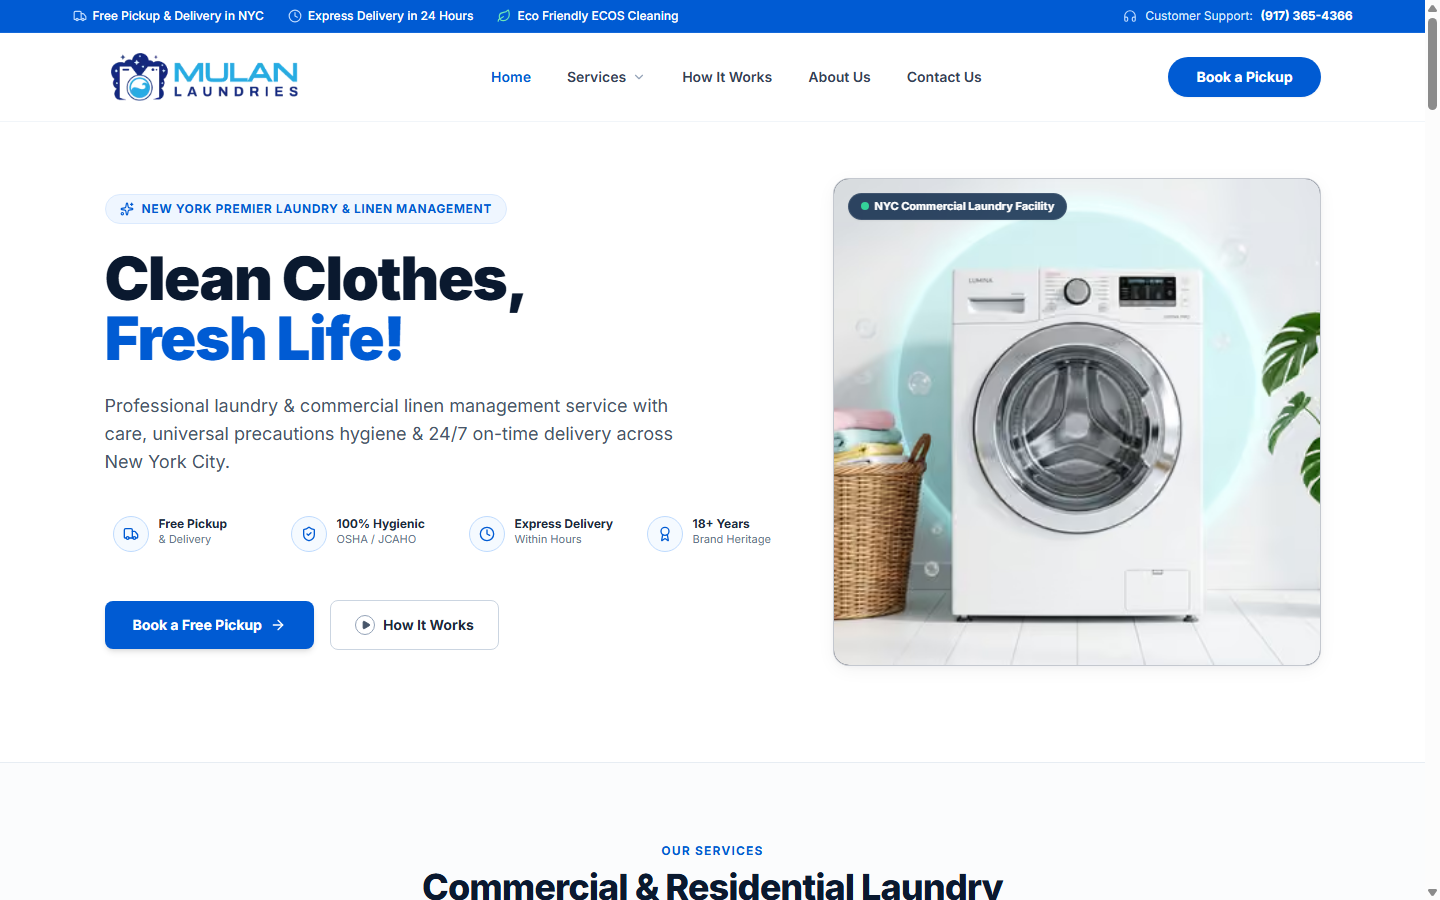 Free Pickup & Delivery in NYC
Express Delivery in 24 Hours
Eco Friendly ECOS Cleaning
Customer Support: (917) 365-4366
MULAN
LAUNDRIES
Home
Services
How It Works
About Us
Contact Us
Book a Pickup
NEW YORK PREMIER LAUNDRY & LINEN MANAGEMENT
Clean Clothes,
Fresh Life!
Professional laundry & commercial linen management service with
care, universal precautions hygiene & 24/7 on-time delivery across
New York City.
Free Pickup
& Delivery
100% Hygienic
OSHA / JCAHO
Express Delivery
Within Hours
18+ Years
Brand Heritage
Book a Free Pickup
How It Works
NYC Commercial Laundry Facility
LUMINA
OUR SERVICES
Commercial & Residential Laundry